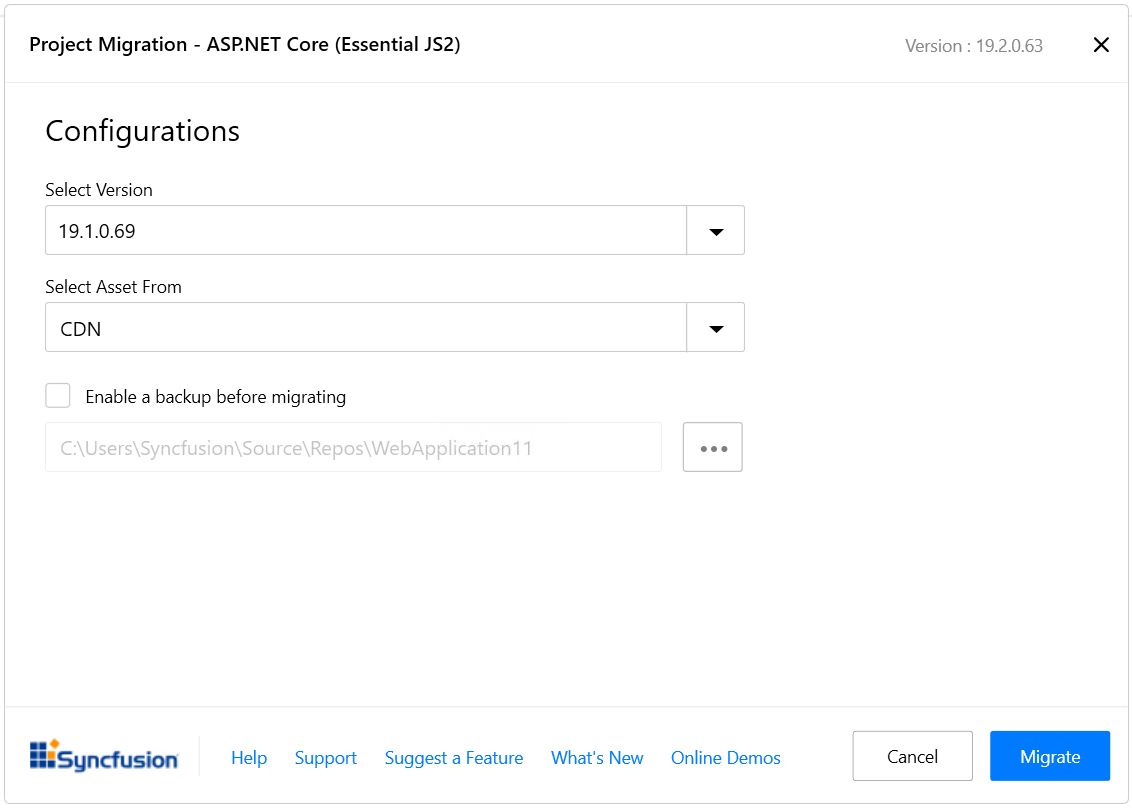 Project Migration - ASP.NET Core (Essential JS2)
Version : 19.2.0.63
Configurations
Select Version
19.1.0.69
Select Asset From
CDN
Enable a backup before migrating
C:\Users\Syncfusion\Source\Repos\WebApplication11
Syncfusion
Help
Support
Suggest a Feature
What's New
Online Demos
Cancel
Migrate